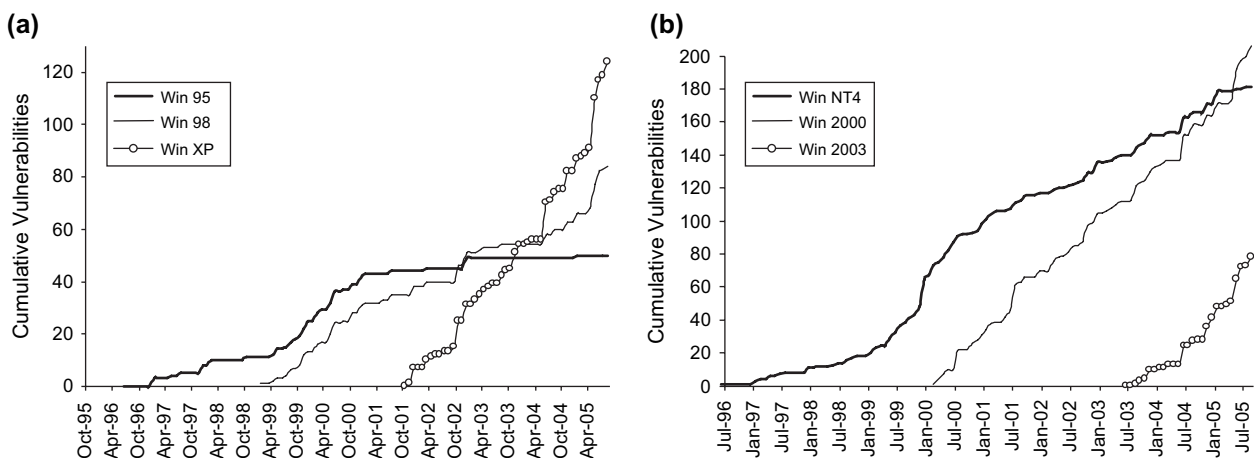 (a)
Cumulative Vulnerabilities
120
100
80
60
40
20
0
Win 95
Win 98
Win XP
Oct-95
Apr-96
Oct-96
Apr-97
Oct-97
Apr-98
Oct-98
Apr-99
Oct-99
Apr-00
Oct-00
Apr-01
Oct-01
Apr-02
Oct-02
Apr-03
Oct-03
Apr-04
Oct-04
Apr-05
(b)
Cumulative Vulnerabilities
200
180
160
140
120
100
80
60
40
20
0
Win NT4
Win 2000
Win 2003
Jul-96
Jan-97
Jul-97
Jan-98
Jul-98
Jan-99
Jul-99
Jan-00
Jul-00
Jan-01
Jul-01
Jan-02
Jul-02
Jan-03
Jul-03
Jan-04
Jul-04
Jan-05
Jul-05